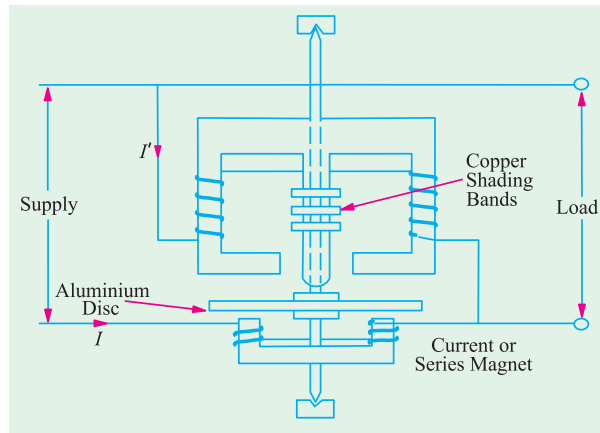 I′
Supply
Copper
Shading
Bands
Load
Aluminium
Disc
I
Current or
Series Magnet